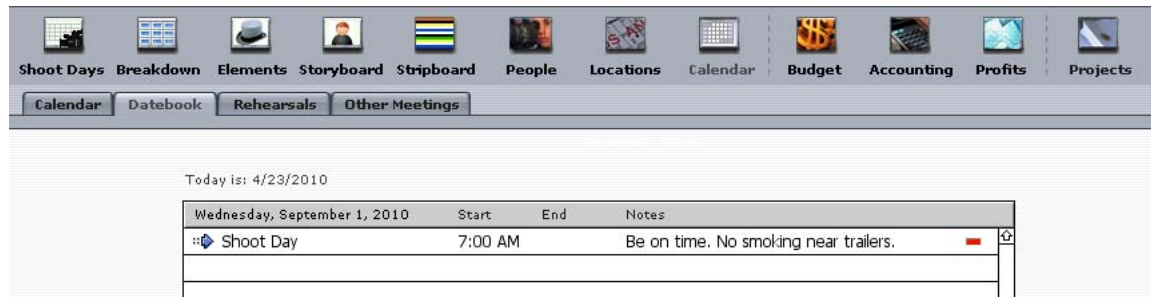 Shoot Days Breakdown Elements Storyboard Stripboard People Locations Calendar Budget Accounting Profits Projects
Calendar Datebook Rehearsals Other Meetings
Today is: 4/23/2010
Wednesday, September 1, 2010 Start End Notes
Shoot Day 7:00 AM Be on time. No smoking near trailers.